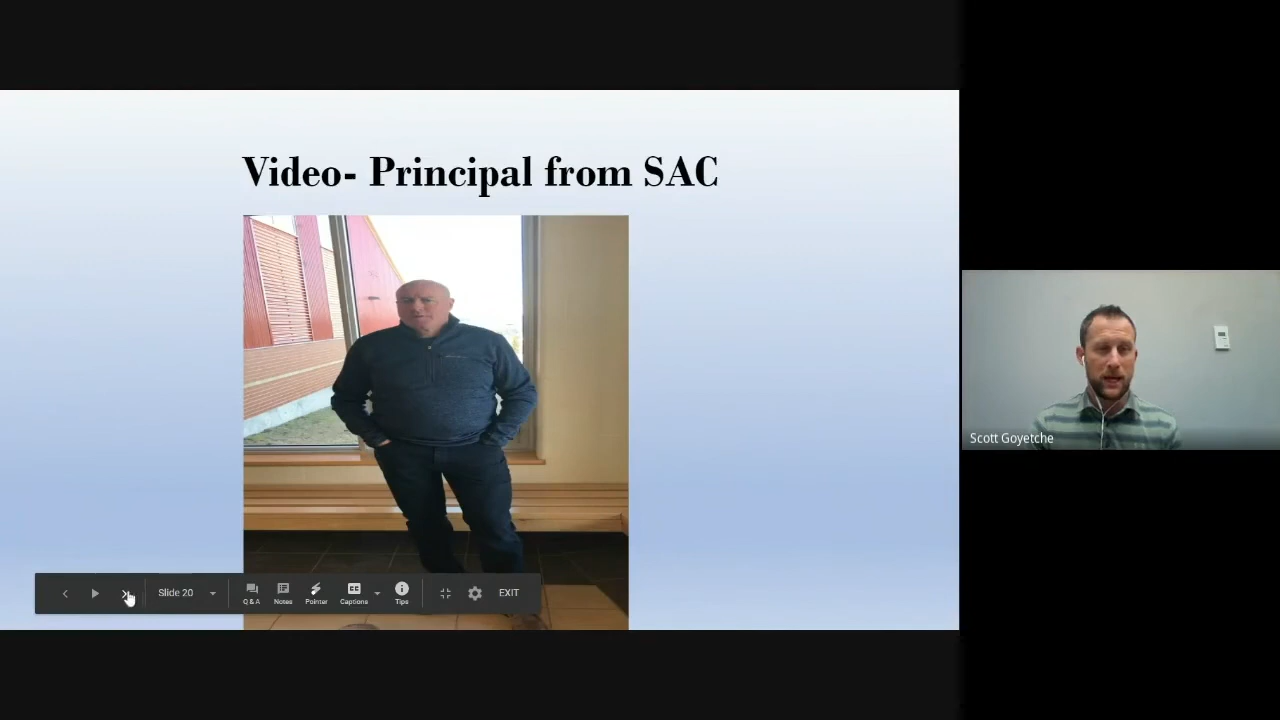 Video- Principal from SAC
Scott Goyetche
Slide 20
Q & A
Notes
Pointer
Captions
Tips
EXIT